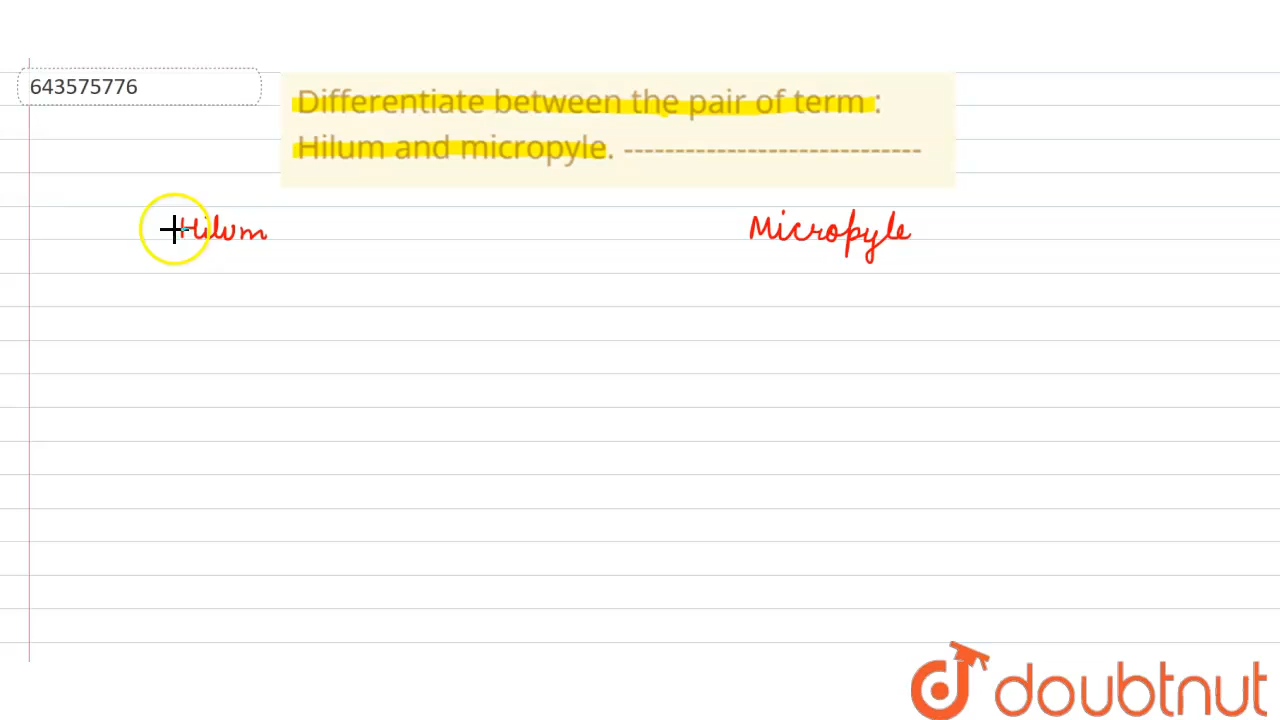 643575776
Differentiate between the pair of term :
Hilum and micropyle. -----------------------------
Hilum Micropyle
doubtnut